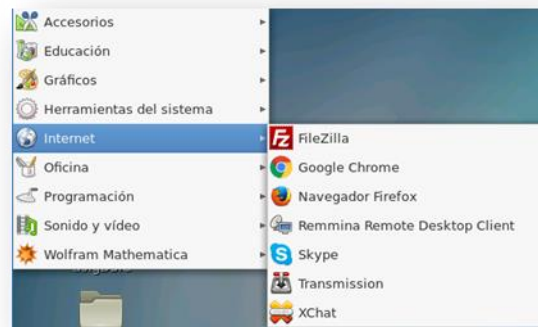 Accesorios
Educación
Gráficos
Herramientas del sistema
Internet
Oficina
Programación
Sonido y vídeo
Wolfram Mathematica
FileZilla
Google Chrome
Navegador Firefox
Remmina Remote Desktop Client
Skype
Transmission
XChat